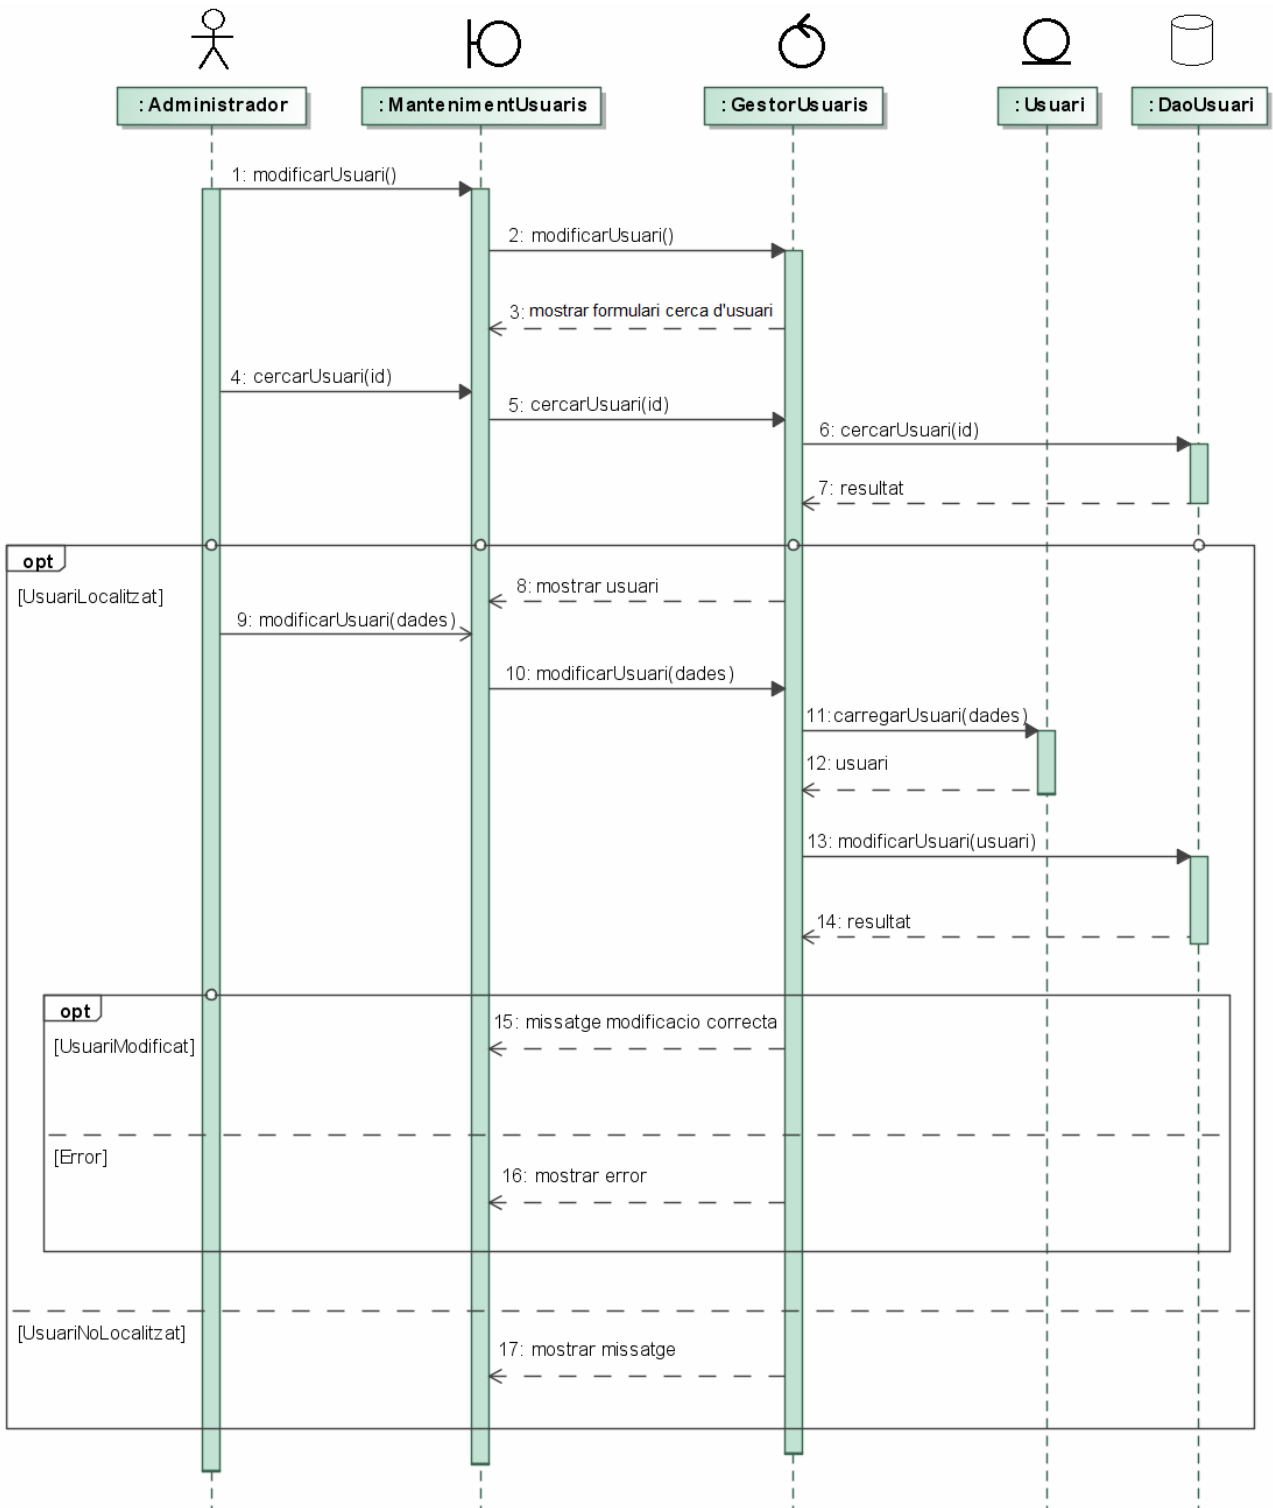 : Administrador
: MantenimentUsuaris
: GestorUsuaris
: Usuari
: DaoUsuari
1: modificarUsuari()
2: modificarUsuari()
3: mostrar formulari cerca d'usuari
4: cercarUsuari(id)
5: cercarUsuari(id)
6: cercarUsuari(id)
7: resultat
opt
[UsuariLocalitzat]
8: mostrar usuari
9: modificarUsuari(dades)
10: modificarUsuari(dades)
11: carregarUsuari(dades)
12: usuari
13: modificarUsuari(usuari)
14: resultat
opt
[UsuariModificat]
15: missatge modificacio correcta
[Error]
16: mostrar error
[UsuariNoLocalitzat]
17: mostrar missatge